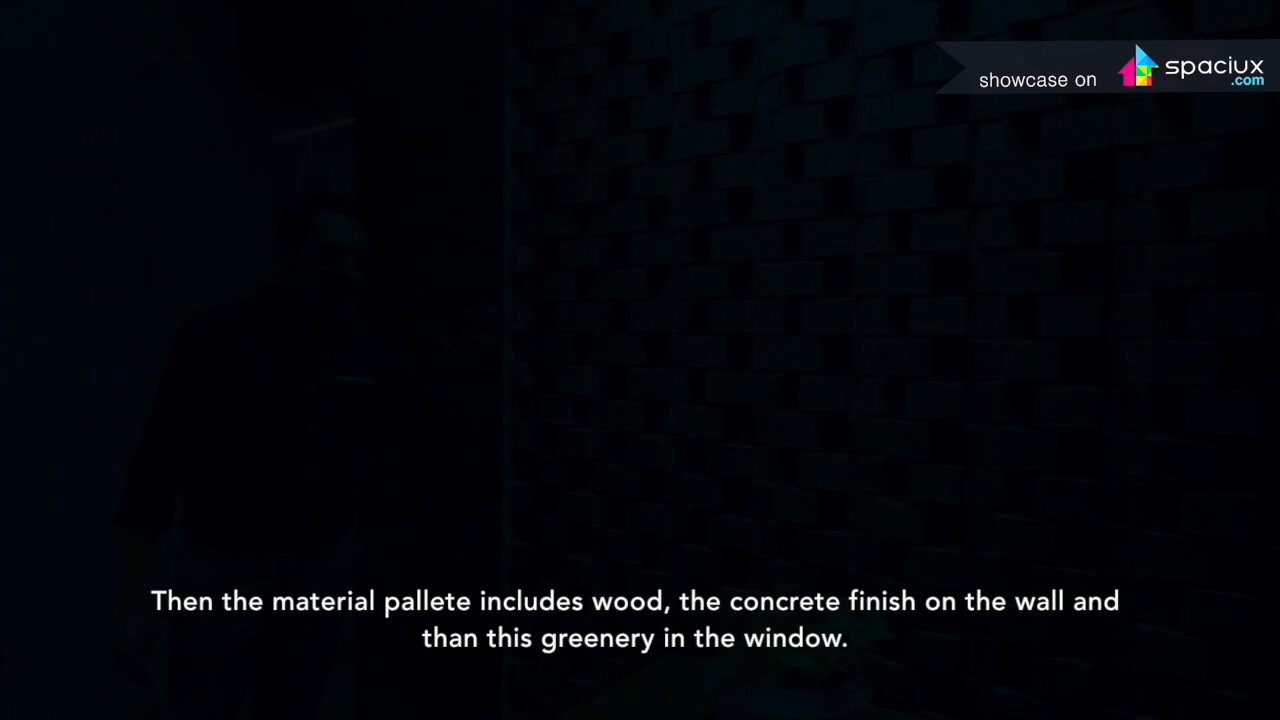 showcase on spaciux
.com
Then the material pallete includes wood, the concrete finish on the wall and
than this greenery in the window.